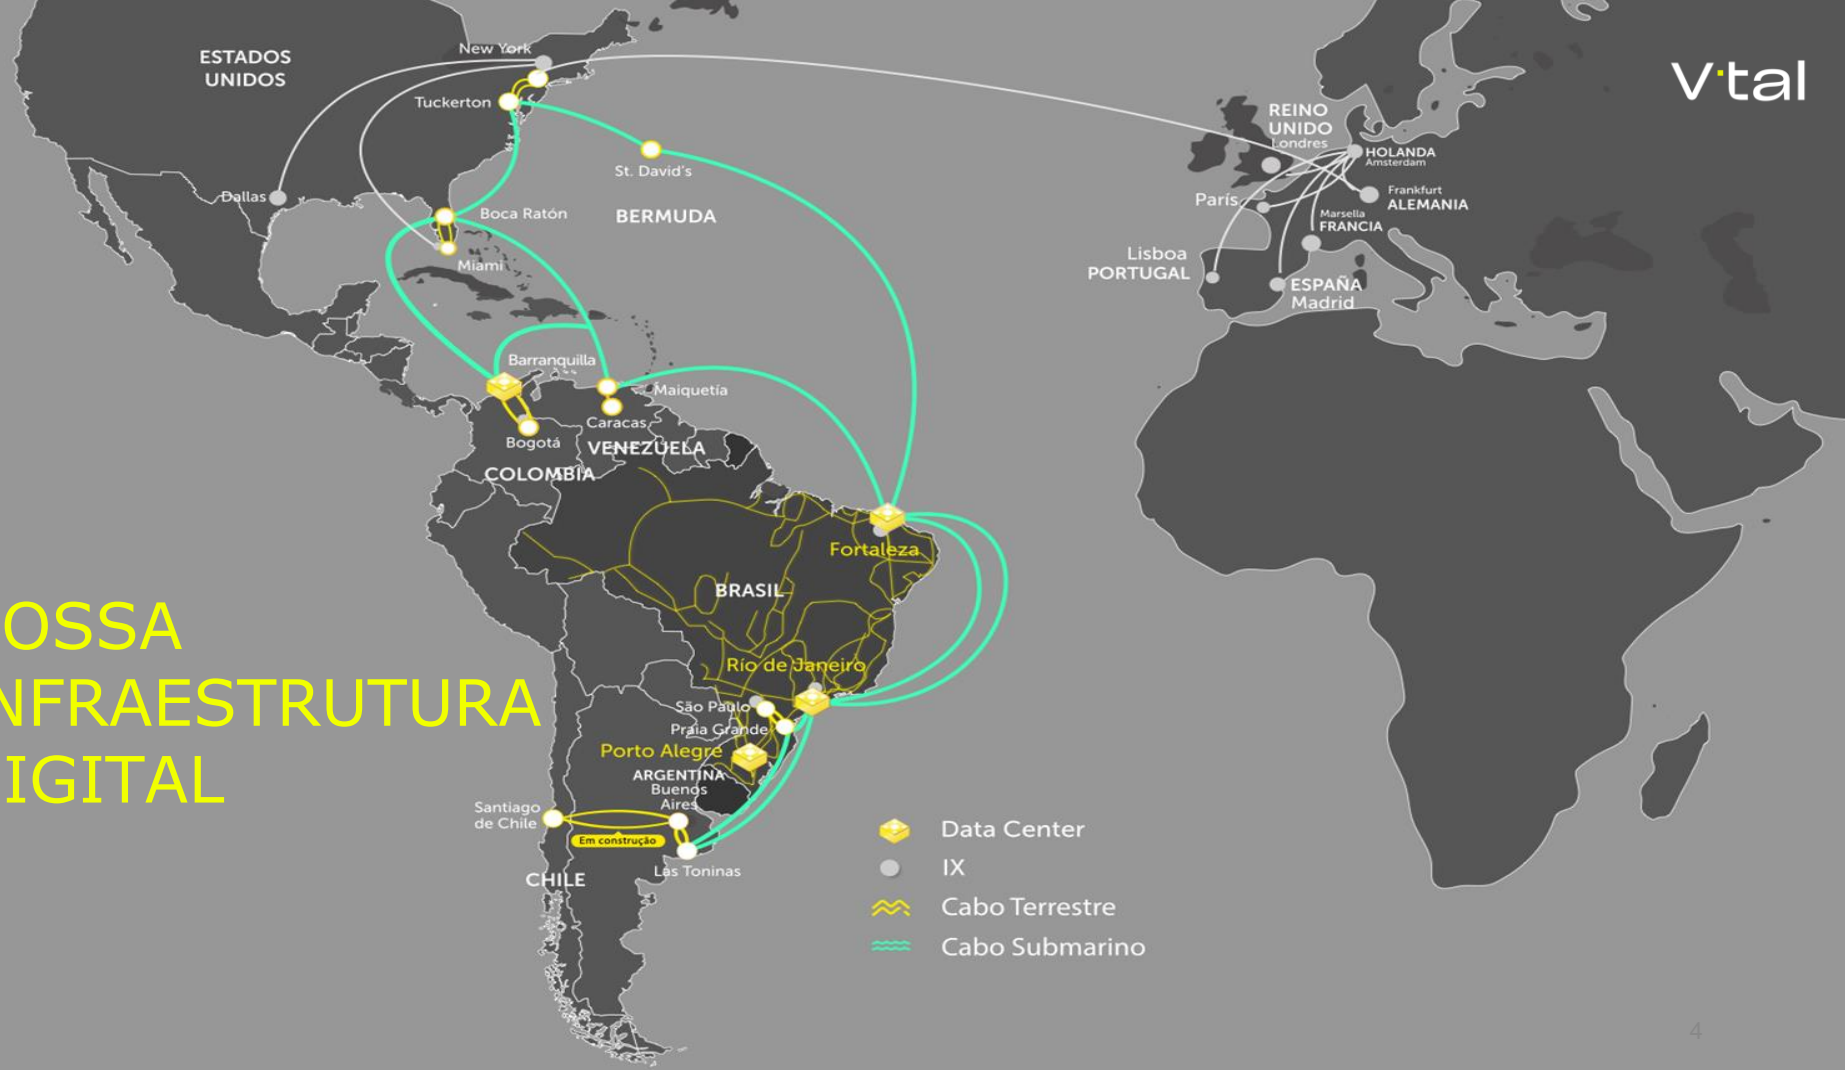 V·tal
ESTADOS
UNIDOS
New York
Tuckerton
St. David's
Dallas
Boca Ratón
BERMUDA
Miami
REINO
UNIDO
Londres
HOLANDA
Amsterdam
Frankfurt
ALEMANIA
París
Marsella
FRANCIA
Lisboa
PORTUGAL
ESPAÑA
Madrid
Barranquilla
Maiquetía
Caracas
Bogotá
VENEZUELA
COLOMBIA
Fortaleza
BRASIL
OSSA
NFRAESTRUTURA
IGITAL
Río de Janeiro
São Paulo
Praia Grande
Porto Alegre
ARGENTINA
Buenos
Aires
Santiago
de Chile
Em construção
Las Toninas
CHILE
Data Center
IX
Cabo Terrestre
Cabo Submarino
4